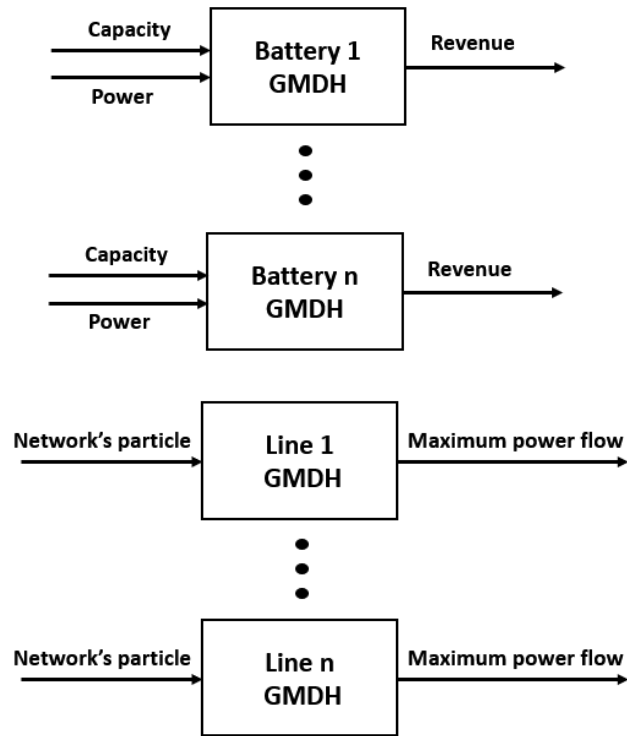 Capacity
Power
Battery 1
GMDH
Revenue
Capacity
Power
Battery n
GMDH
Revenue
Network's particle
Line 1
GMDH
Maximum power flow
Network's particle
Line n
GMDH
Maximum power flow